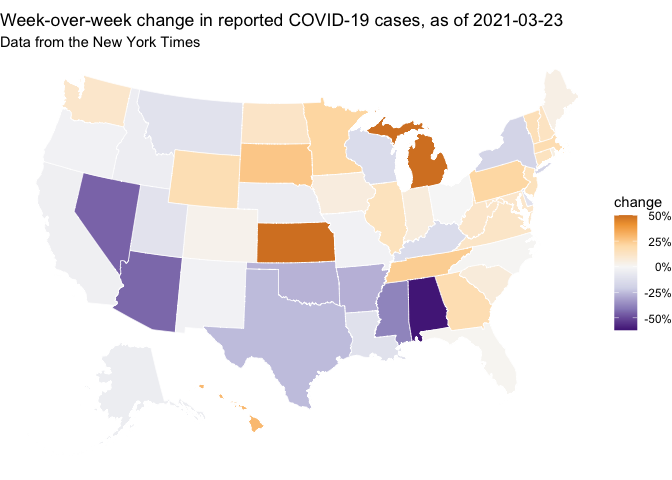 Week-over-week change in reported COVID-19 cases, as of 2021-03-23
Data from the New York Times
change
50%
25%
0%
-25%
-50%